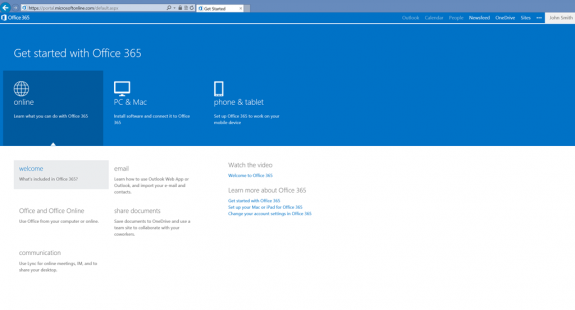 https://portal.microsoftonline.com/default.aspx
Get Started
Office 365
Outlook Calendar People Newsfeed OneDrive Sites ••• John Smith
Get started with Office 365
online
Learn what you can do with Office 365
PC & Mac
Install software and connect it to Office
365
phone & tablet
Set up Office 365 to work on your
mobile device
welcome
What's included in Office 365?
email
Learn how to use Outlook Web App or
Outlook, and import your e-mail and
contacts.
Office and Office Online
Use Office from your computer or online.
share documents
Save documents to OneDrive and use a
team site to collaborate with your
coworkers.
communication
Use Lync for online meetings, IM, and to
share your desktop.
Watch the video
Welcome to Office 365
Learn more about Office 365
Get started with Office 365
Set up your Mac or iPad for Office 365
Change your account settings in Office 365